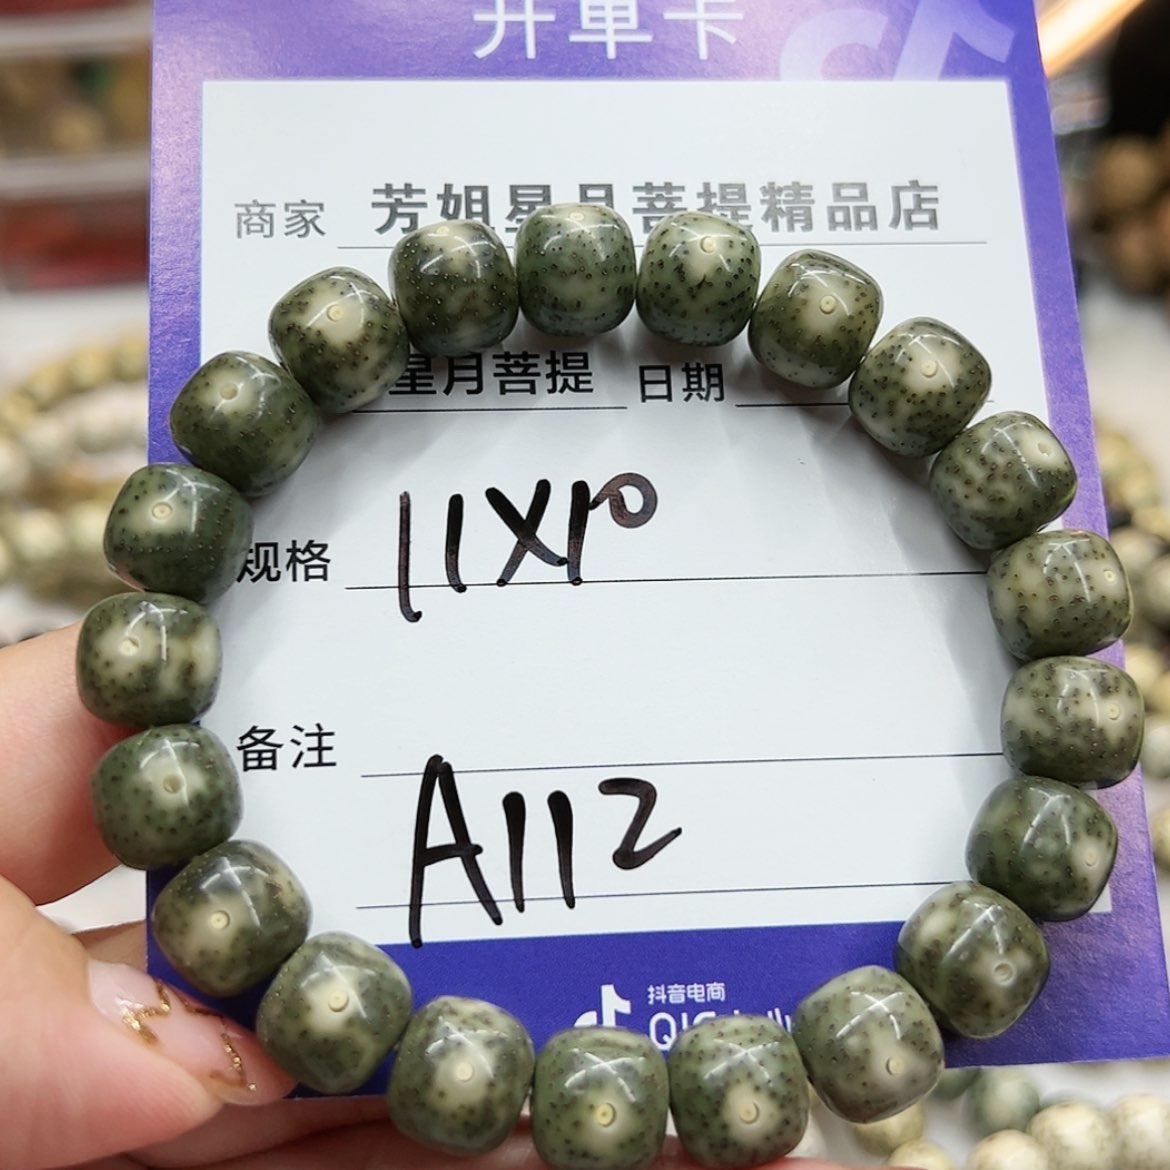 开單卡
商家 芳姐星月菩提精品店
星月菩提 日期
规格 11X10
备注
A112
抖音电商